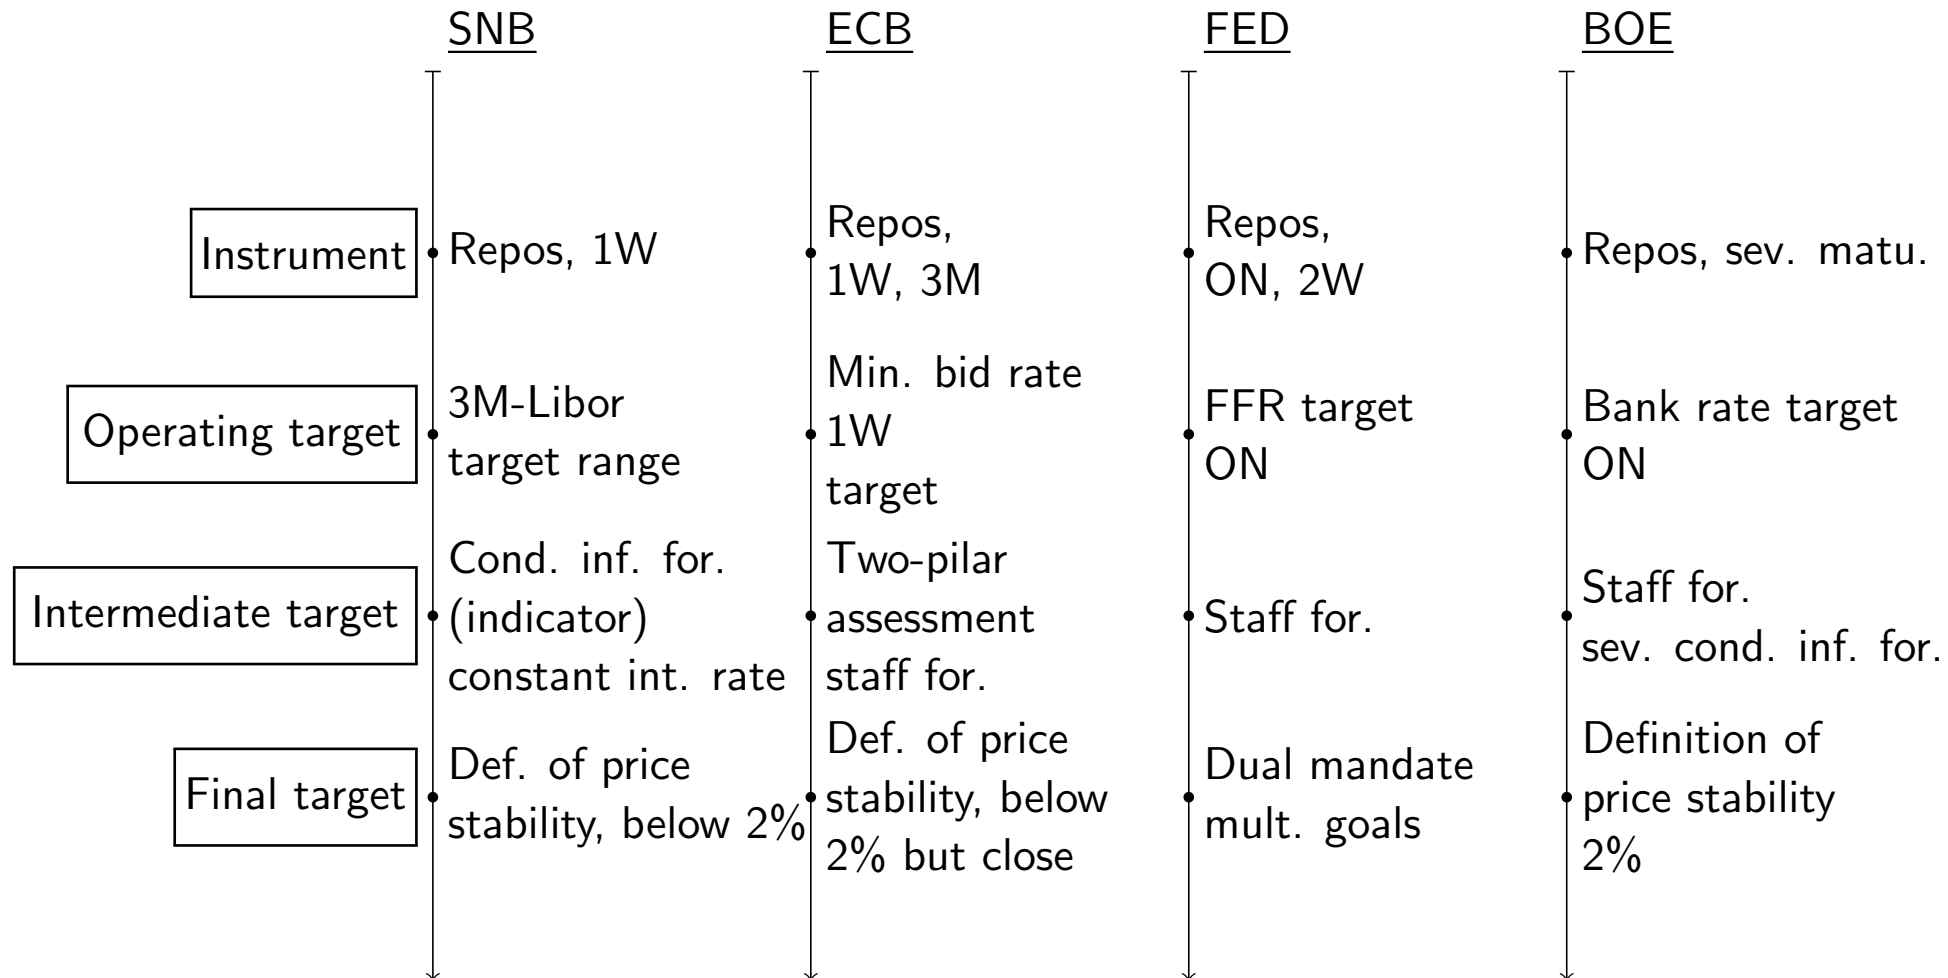 SNB
ECB
FED
BOE
Instrument
Repos, 1W
Repos,
1W, 3M
Repos,
ON, 2W
Repos, sev. matu.
Operating target
3M-Libor
target range
Min. bid rate
1W
target
FFR target
ON
Bank rate target
ON
Intermediate target
Cond. inf. for.
(indicator)
constant int. rate
Two-pilar
assessment
staff for.
Staff for.
Staff for.
sev. cond. inf. for.
Final target
Def. of price
stability, below 2%
Def. of price
stability, below
2% but close
Dual mandate
mult. goals
Definition of
price stability
2%